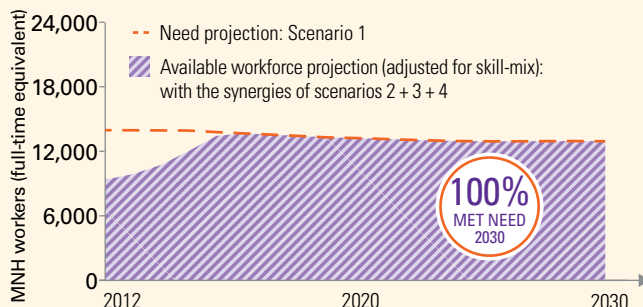 MNH workers (full-time equivalent)
24,000
18,000
12,000
6,000
0
Need projection: Scenario 1
Available workforce projection (adjusted for skill-mix):
with the synergies of scenarios 2 + 3 + 4
100%
MET NEED
2030
2012
2020
2030